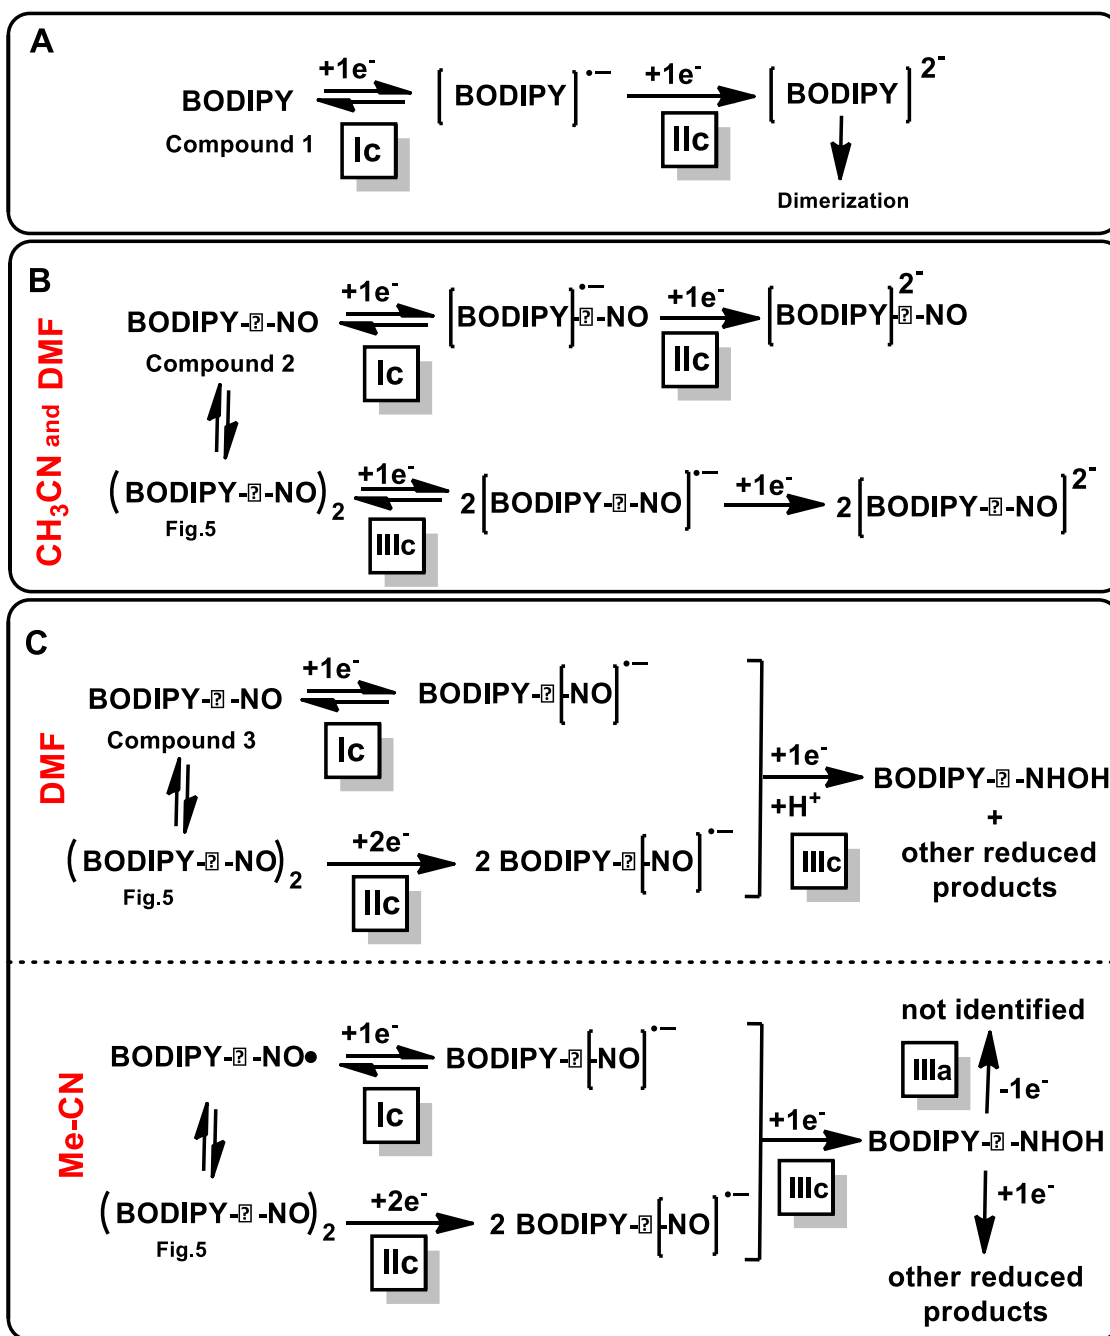 A
BODIPY +1e- [BODIPY]•– +1e- [BODIPY]2-
Compound 1 Ic IIc
Dimerization
B
CH3CN and DMF
BODIPY-⍰-NO +1e- [BODIPY]•–-⍰-NO +1e- [BODIPY]2--⍰-NO
Compound 2 Ic IIc
(BODIPY-⍰-NO)2 +1e- 2 [BODIPY-⍰-NO]•– +1e- 2 [BODIPY-⍰-NO]2-
Fig.5 IIIc
C
DMF
BODIPY-⍰-NO +1e- BODIPY-⍰[-NO]•–
Compound 3 Ic
(BODIPY-⍰-NO)2 +2e- 2 BODIPY-⍰[-NO]•–
Fig.5 IIc
+1e- BODIPY-⍰-NHOH
+H+ +
IIIc other reduced
products
Me-CN
BODIPY-⍰-NO● +1e- BODIPY-⍰[-NO]•–
Ic
(BODIPY-⍰-NO)2 +2e- 2 BODIPY-⍰[-NO]•–
Fig.5 IIc
not identified
IIIa -1e-
+1e- BODIPY-⍰-NHOH
IIIc +1e-
other reduced
products